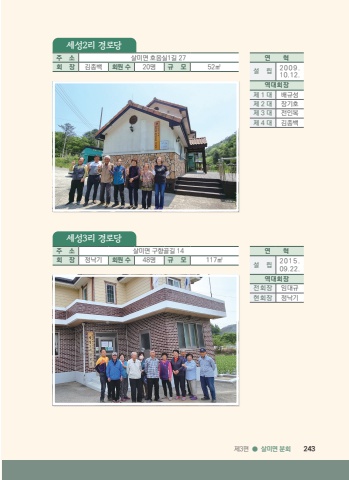 세성2리 경로당
주 소 살미면 호음실1길 27
회 장 김종백 회원 수 20명 규 모 52㎡
연 혁
설 립 2009. 10.12.
역대회장
제 1 대 배규성
제 2 대 장기호
제 3 대 전인목
제 4 대 김종백
세성3리 경로당
주 소 살미면 구향골길 14
회 장 정낙기 회원 수 48명 규 모 117㎡
연 혁
설 립 2015. 09.22.
역대회장
전회장 임대규
현회장 정낙기
제3편 ● 살미면 문화 243